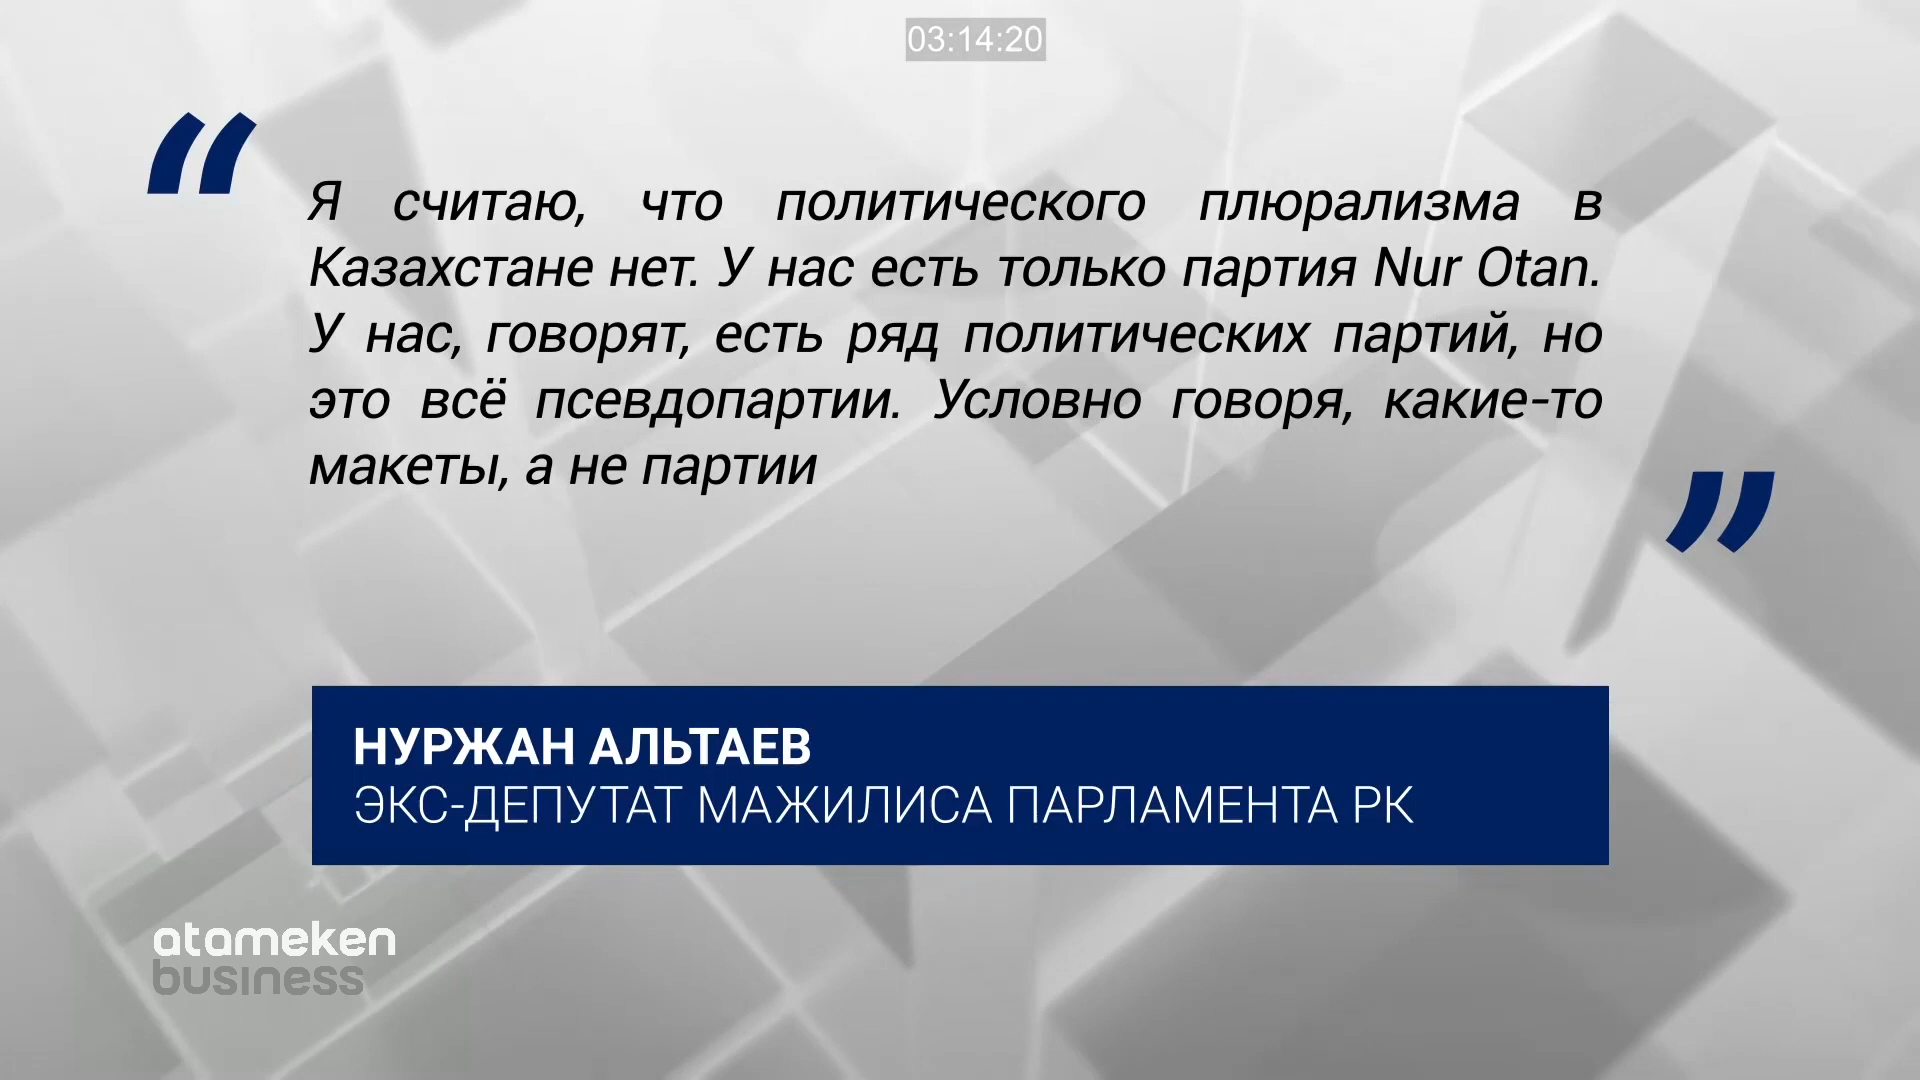 03:14:20
“
Я считаю, что политического плюрализма в
Казахстане нет. У нас есть только партия Nur Otan.
У нас, говорят, есть ряд политических партий, но
это всё псевдопартии. Условно говоря, какие-то
макеты, а не партии
”
НУРЖАН АЛЬТАЕВ
ЭКС-ДЕПУТАТ МАЖИЛИСА ПАРЛАМЕНТА РК
atameken
business